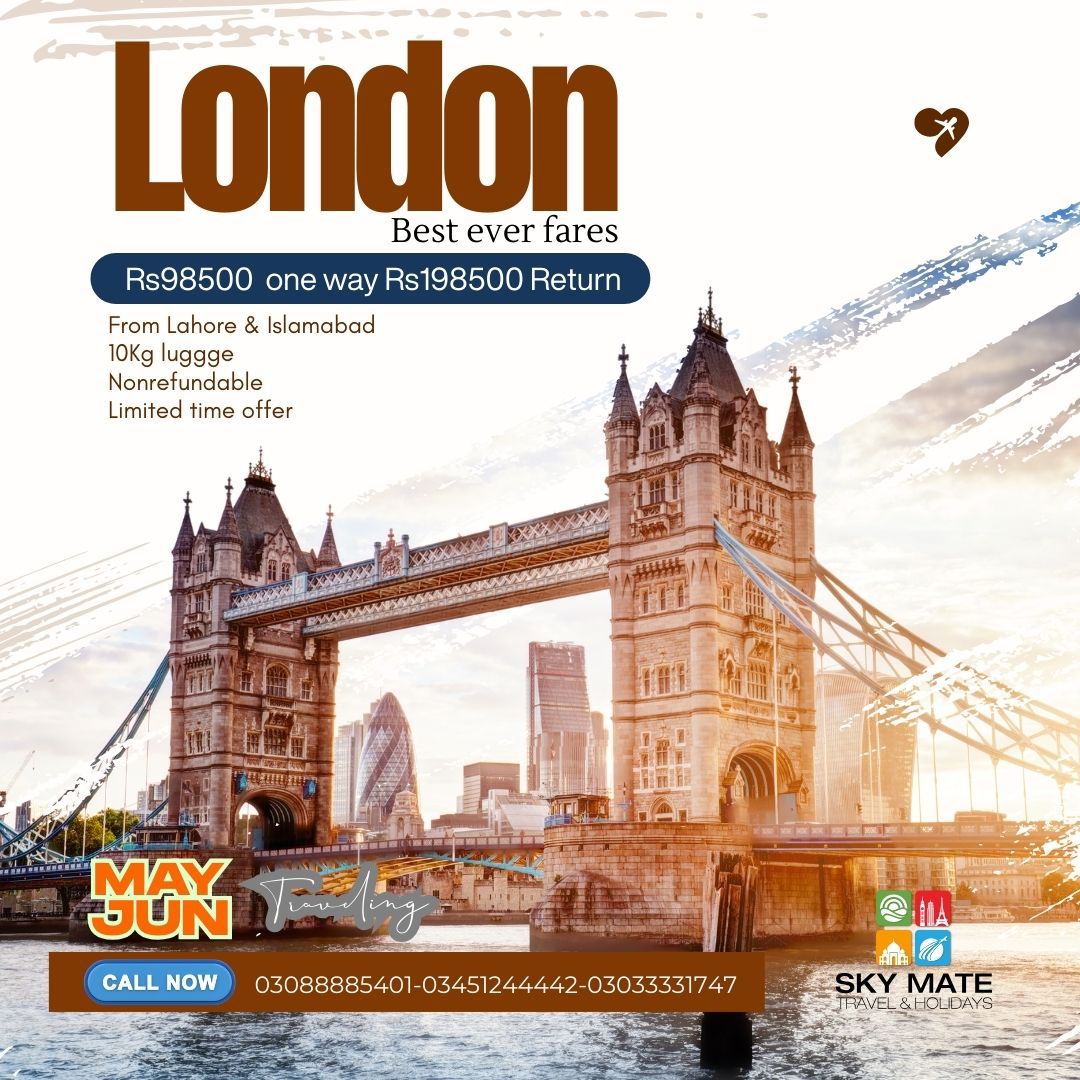 London
Best ever fares
Rs98500 one way Rs198500 Return
From Lahore & Islamabad
10Kg luggge
Nonrefundable
Limited time offer
MAY
JUN
Traveling
CALL NOW 03088885401-03451244442-03033331747
SKY MATE
TRAVEL & HOLIDAYS